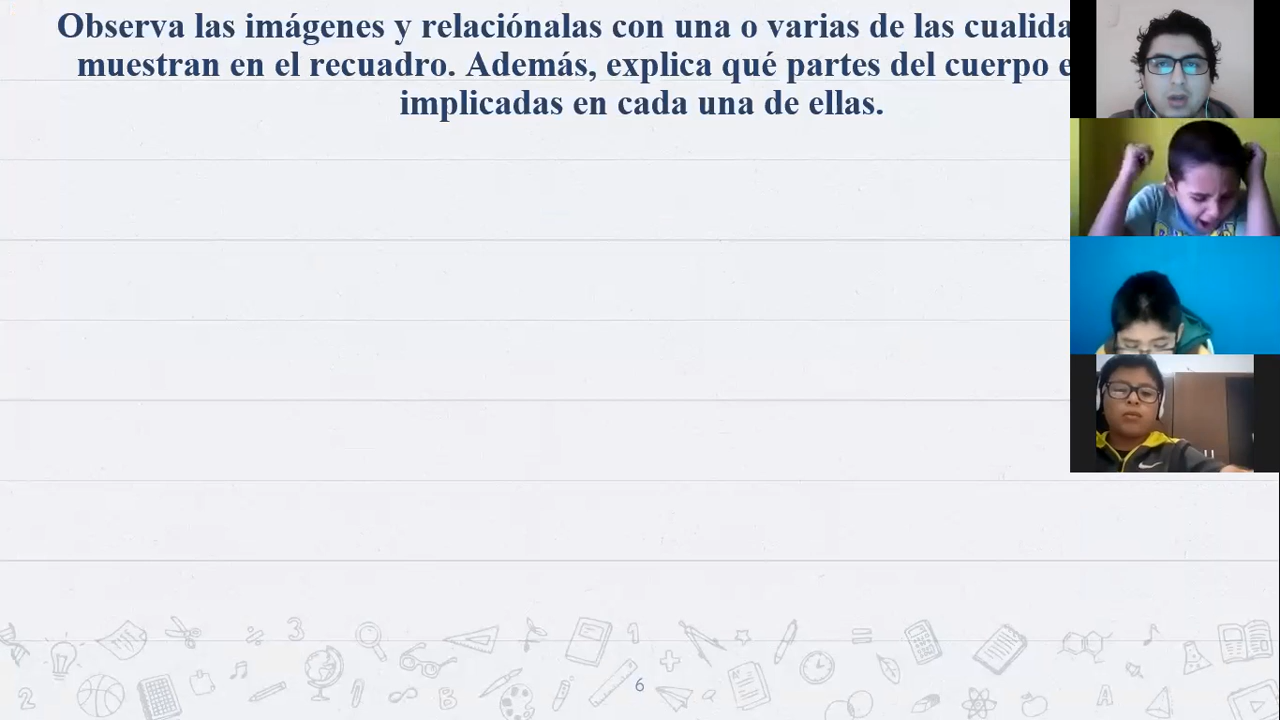 Observa las imágenes y relaciónalas con una o varias de las
muestran en el recuadro. Además, explica qué partes del cuerpo
implicadas en cada una de ellas.
6